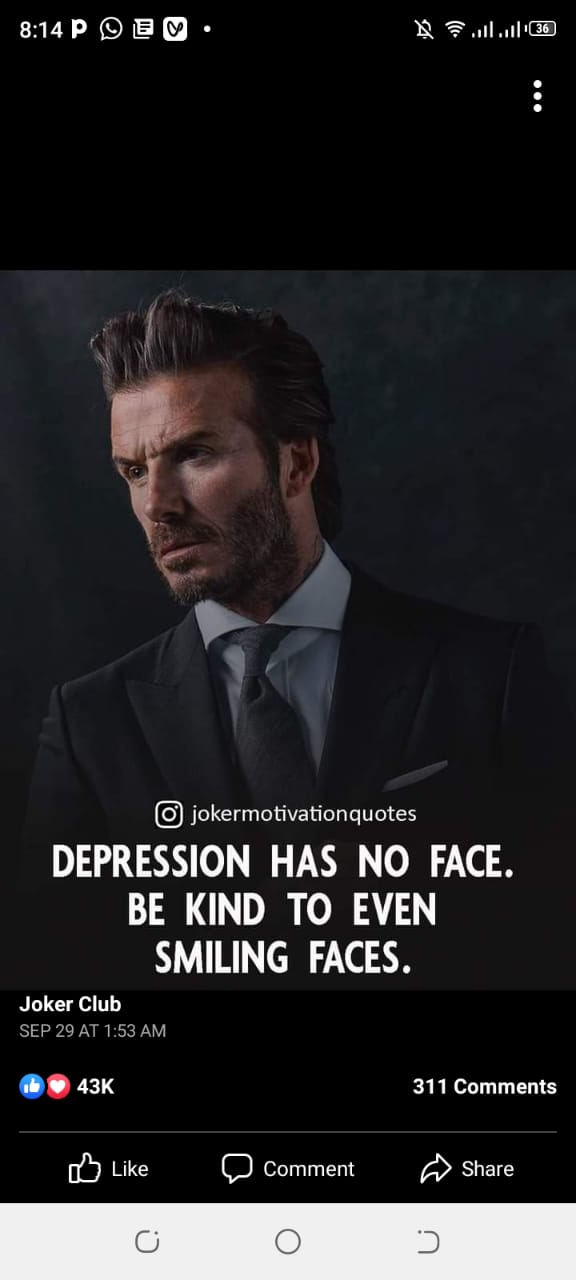 8:14
36
jokermotivationquotes
DEPRESSION HAS NO FACE.
BE KIND TO EVEN
SMILING FACES.
Joker Club
SEP 29 AT 1:53 AM
43K 311 Comments
Like Comment Share